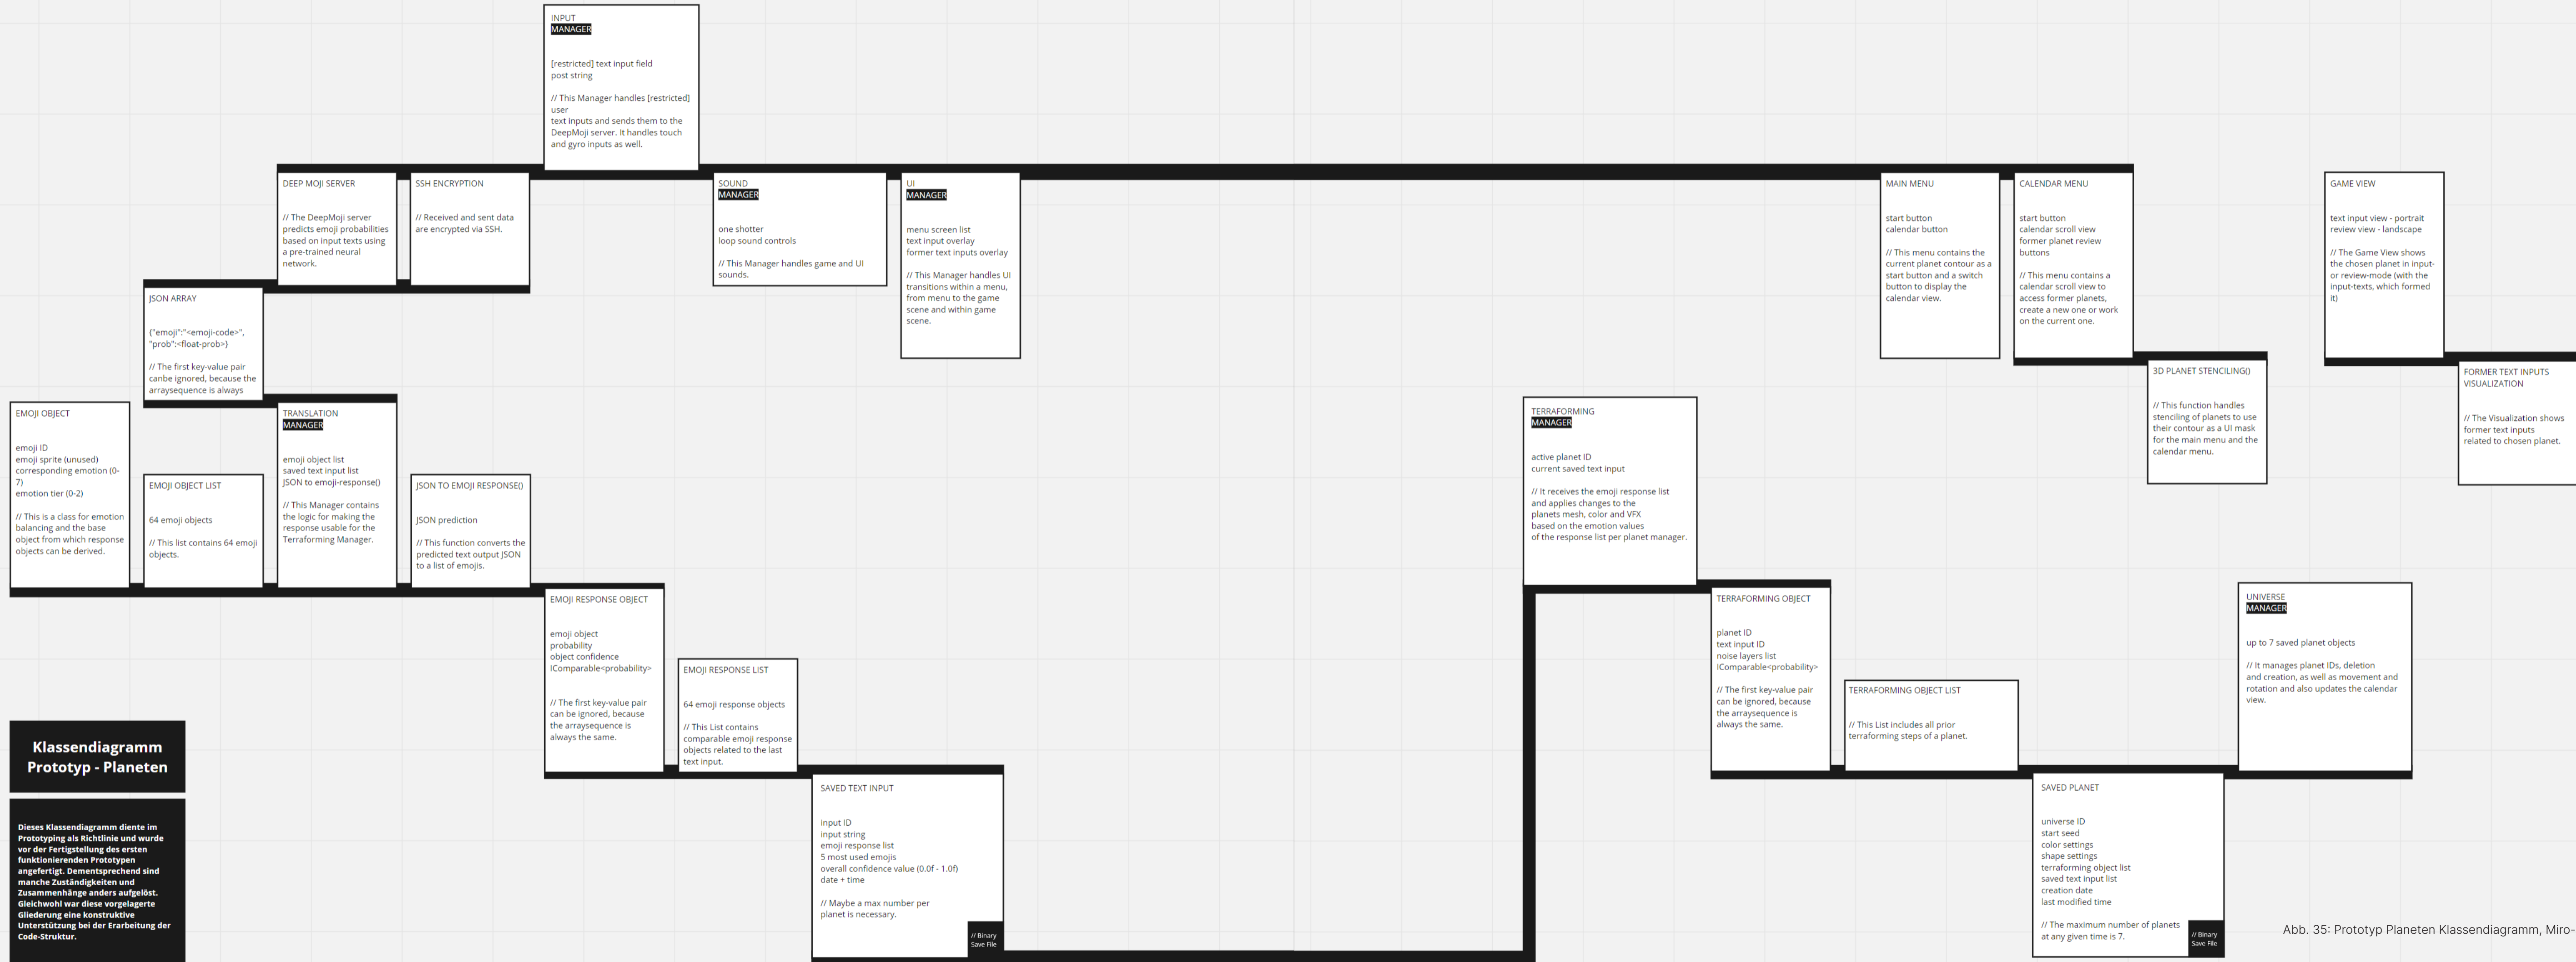 INPUT
MANAGER
[restricted] text input field
post string
// This Manager handles [restricted]
user
text inputs and sends them to the
DeepMoji server. It handles touch
and gyro inputs as well.
DEEP MOJI SERVER
// The DeepMoji server
predicts emoji probabilities
based on input texts using
a pre-trained neural
network.
SSH ENCRYPTION
// Received and sent data
are encrypted via SSH.
SOUND
MANAGER
one shotter
loop sound controls
// This Manager handles game and UI
sounds.
UI
MANAGER
menu screen list
text input overlay
former text inputs overlay
// This Manager handles UI
transitions within a menu,
from menu to the game
scene and within game
scene.
MAIN MENU
start button
calendar button
// This menu contains the
current planet contour as a
start button and a switch
button to display the
calendar view.
CALENDAR MENU
start button
calendar scroll view
former planet review
buttons
// This menu contains a
calendar scroll view to
access former planets,
create a new one or work
on the current one.
GAME VIEW
text input view - portrait
review view - landscape
// The Game View shows
the chosen planet in input-
or review-mode (with the
input-texts, which formed
it)
JSON ARRAY
{"emoji":"<emoji-code>",
"prob":<float-prob>}
// The first key-value pair
canbe ignored, because the
arraysequence is always
3D PLANET STENCILING()
// This function handles
stenciling of planets to use
their contour as a UI mask
for the main menu and the
calendar menu.
FORMER TEXT INPUTS
VISUALIZATION
// The Visualization shows
former text inputs
related to chosen planet.
EMOJI OBJECT
emoji ID
emoji sprite (unused)
corresponding emotion (0-
7)
emotion tier (0-2)
// This is a class for emotion
balancing and the base
object from which response
objects can be derived.
EMOJI OBJECT LIST
64 emoji objects
// This list contains 64 emoji
objects.
TRANSLATION
MANAGER
emoji object list
saved text input list
JSON to emoji-response()
// This Manager contains
the logic for making the
response usable for the
Terraforming Manager.
JSON TO EMOJI RESPONSE()
JSON prediction
// This function converts the
predicted text output JSON
to a list of emojis.
TERRAFORMING
MANAGER
active planet ID
current saved text input
// It receives the emoji response list
and applies changes to the
planets mesh, color and VFX
based on the emotion values
of the response list per planet manager.
EMOJI RESPONSE OBJECT
emoji object
probability
object confidence
IComparable<probability>
// The first key-value pair
can be ignored, because
the arraysequence is
always the same.
EMOJI RESPONSE LIST
64 emoji response objects
// This List contains
comparable emoji response
objects related to the last
text input.
TERRAFORMING OBJECT
planet ID
text input ID
noise layers list
IComparable<probability>
// The first key-value pair
can be ignored, because
the arraysequence is
always the same.
TERRAFORMING OBJECT LIST
// This List includes all prior
terraforming steps of a planet.
UNIVERSE
MANAGER
up to 7 saved planet objects
// It manages planet IDs, deletion
and creation, as well as movement and
rotation and also updates the calendar
view.
Klassendiagramm
Prototyp - Planeten
Dieses Klassendiagramm diente im
Prototyping als Richtlinie und wurde
vor der Fertigstellung des ersten
funktionierenden Prototypen
angefertigt. Dementsprechend sind
manche Zuständigkeiten und
Zusammenhänge anders aufgelöst.
Gleichwohl war diese vorgelagerte
Gliederung eine konstruktive
Unterstützung bei der Erarbeitung der
Code-Struktur.
SAVED TEXT INPUT
input ID
input string
emoji response list
5 most used emojis
overall confidence value (0.0f - 1.0f)
date + time
// Maybe a max number per
planet is necessary.
// Binary
Save File
SAVED PLANET
universe ID
start seed
color settings
shape settings
terraforming object list
saved text input list
creation date
last modified time
// The maximum number of planets
at any given time is 7.
// Binary
Save File
Abb. 35: Prototyp Planeten Klassendiagramm, Miro-